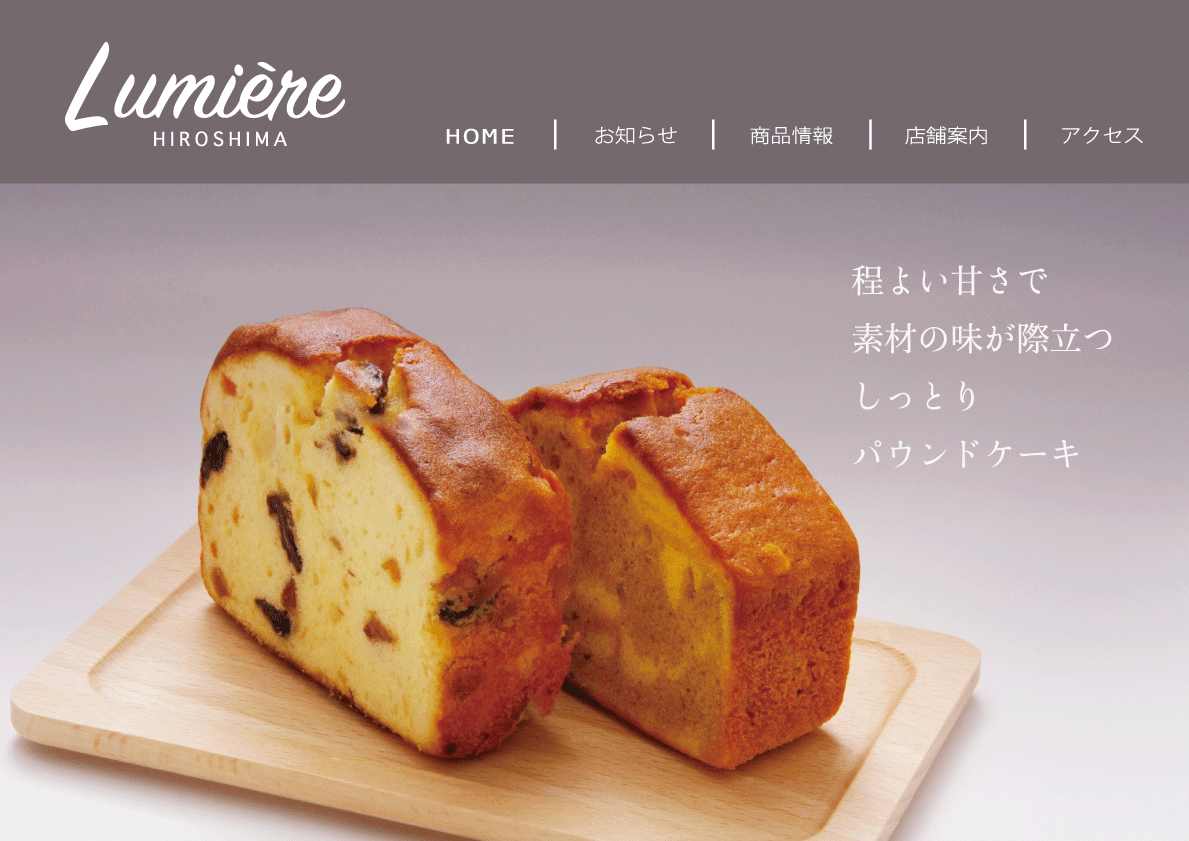 Lumière
HIROSHIMA
HOME | お知らせ | 商品情報 | 店舗案内 | アクセス
程よい甘さで
素材の味が際立つ
しっとり
パウンドケーキ